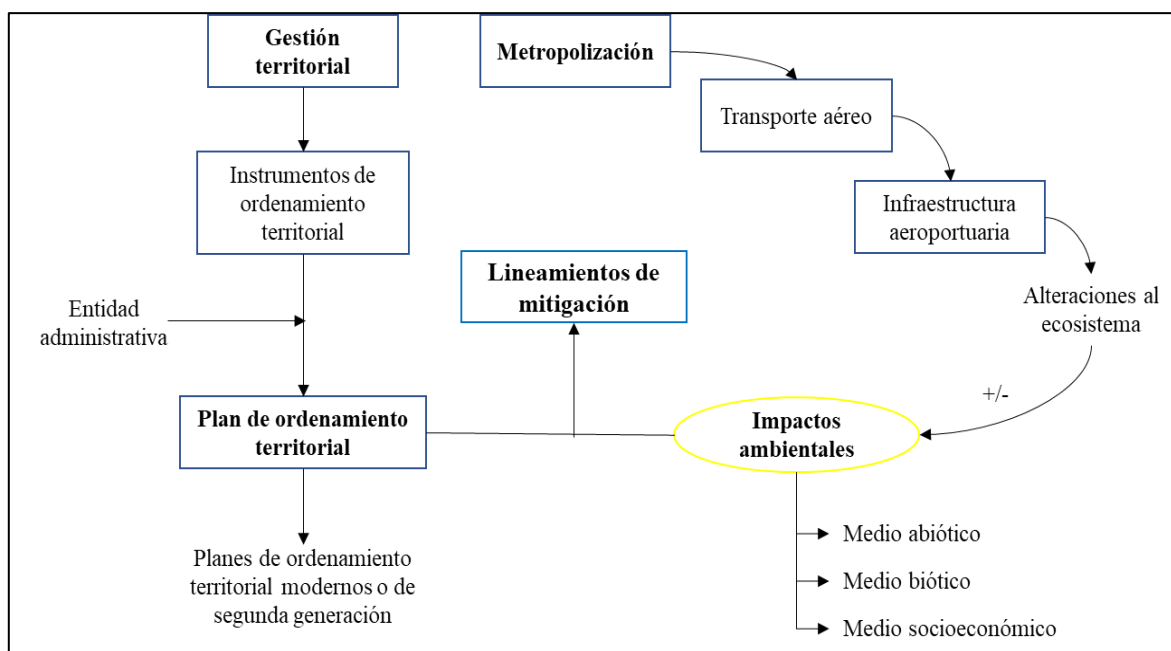 Gestión
territorial
Metropolización
Transporte aéreo
Instrumentos de
ordenamiento
territorial
Infraestructura
aeroportuaria
Lineamientos de
mitigación
Entidad
administrativa
Alteraciones al
ecosistema
+/-
Plan de ordenamiento
territorial
Impactos
ambientales
Planes de ordenamiento
territorial modernos o de
segunda generación
Medio abiótico
Medio biótico
Medio socioeconómico